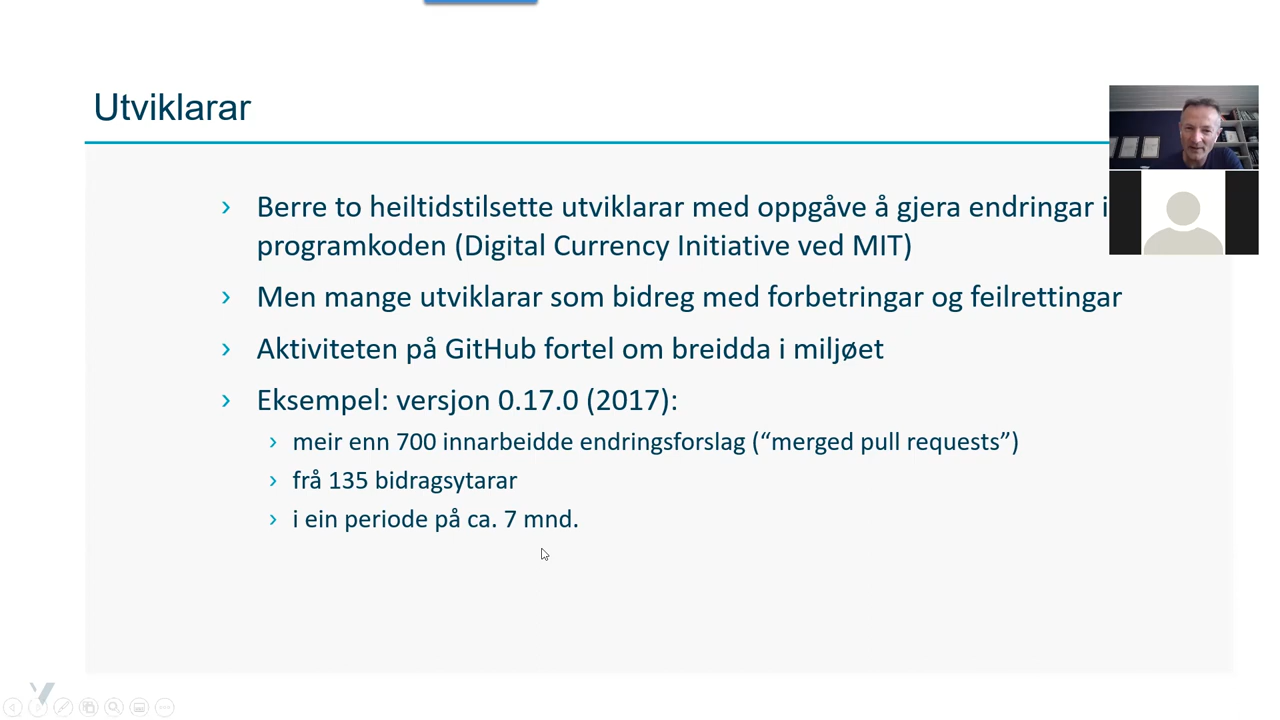 Utviklarar
› Berre to heiltidstilsette utviklarar med oppgåve å gjera endringar i
programkoden (Digital Currency Initiative ved MIT)
› Men mange utviklarar som bidreg med forbetringar og feilrettingar
› Aktiviteten på GitHub fortel om breidda i miljøet
› Eksempel: versjon 0.17.0 (2017):
› meir enn 700 innarbeidde endringsforslag (“merged pull requests”)
› frå 135 bidragsytarar
› i ein periode på ca. 7 mnd.